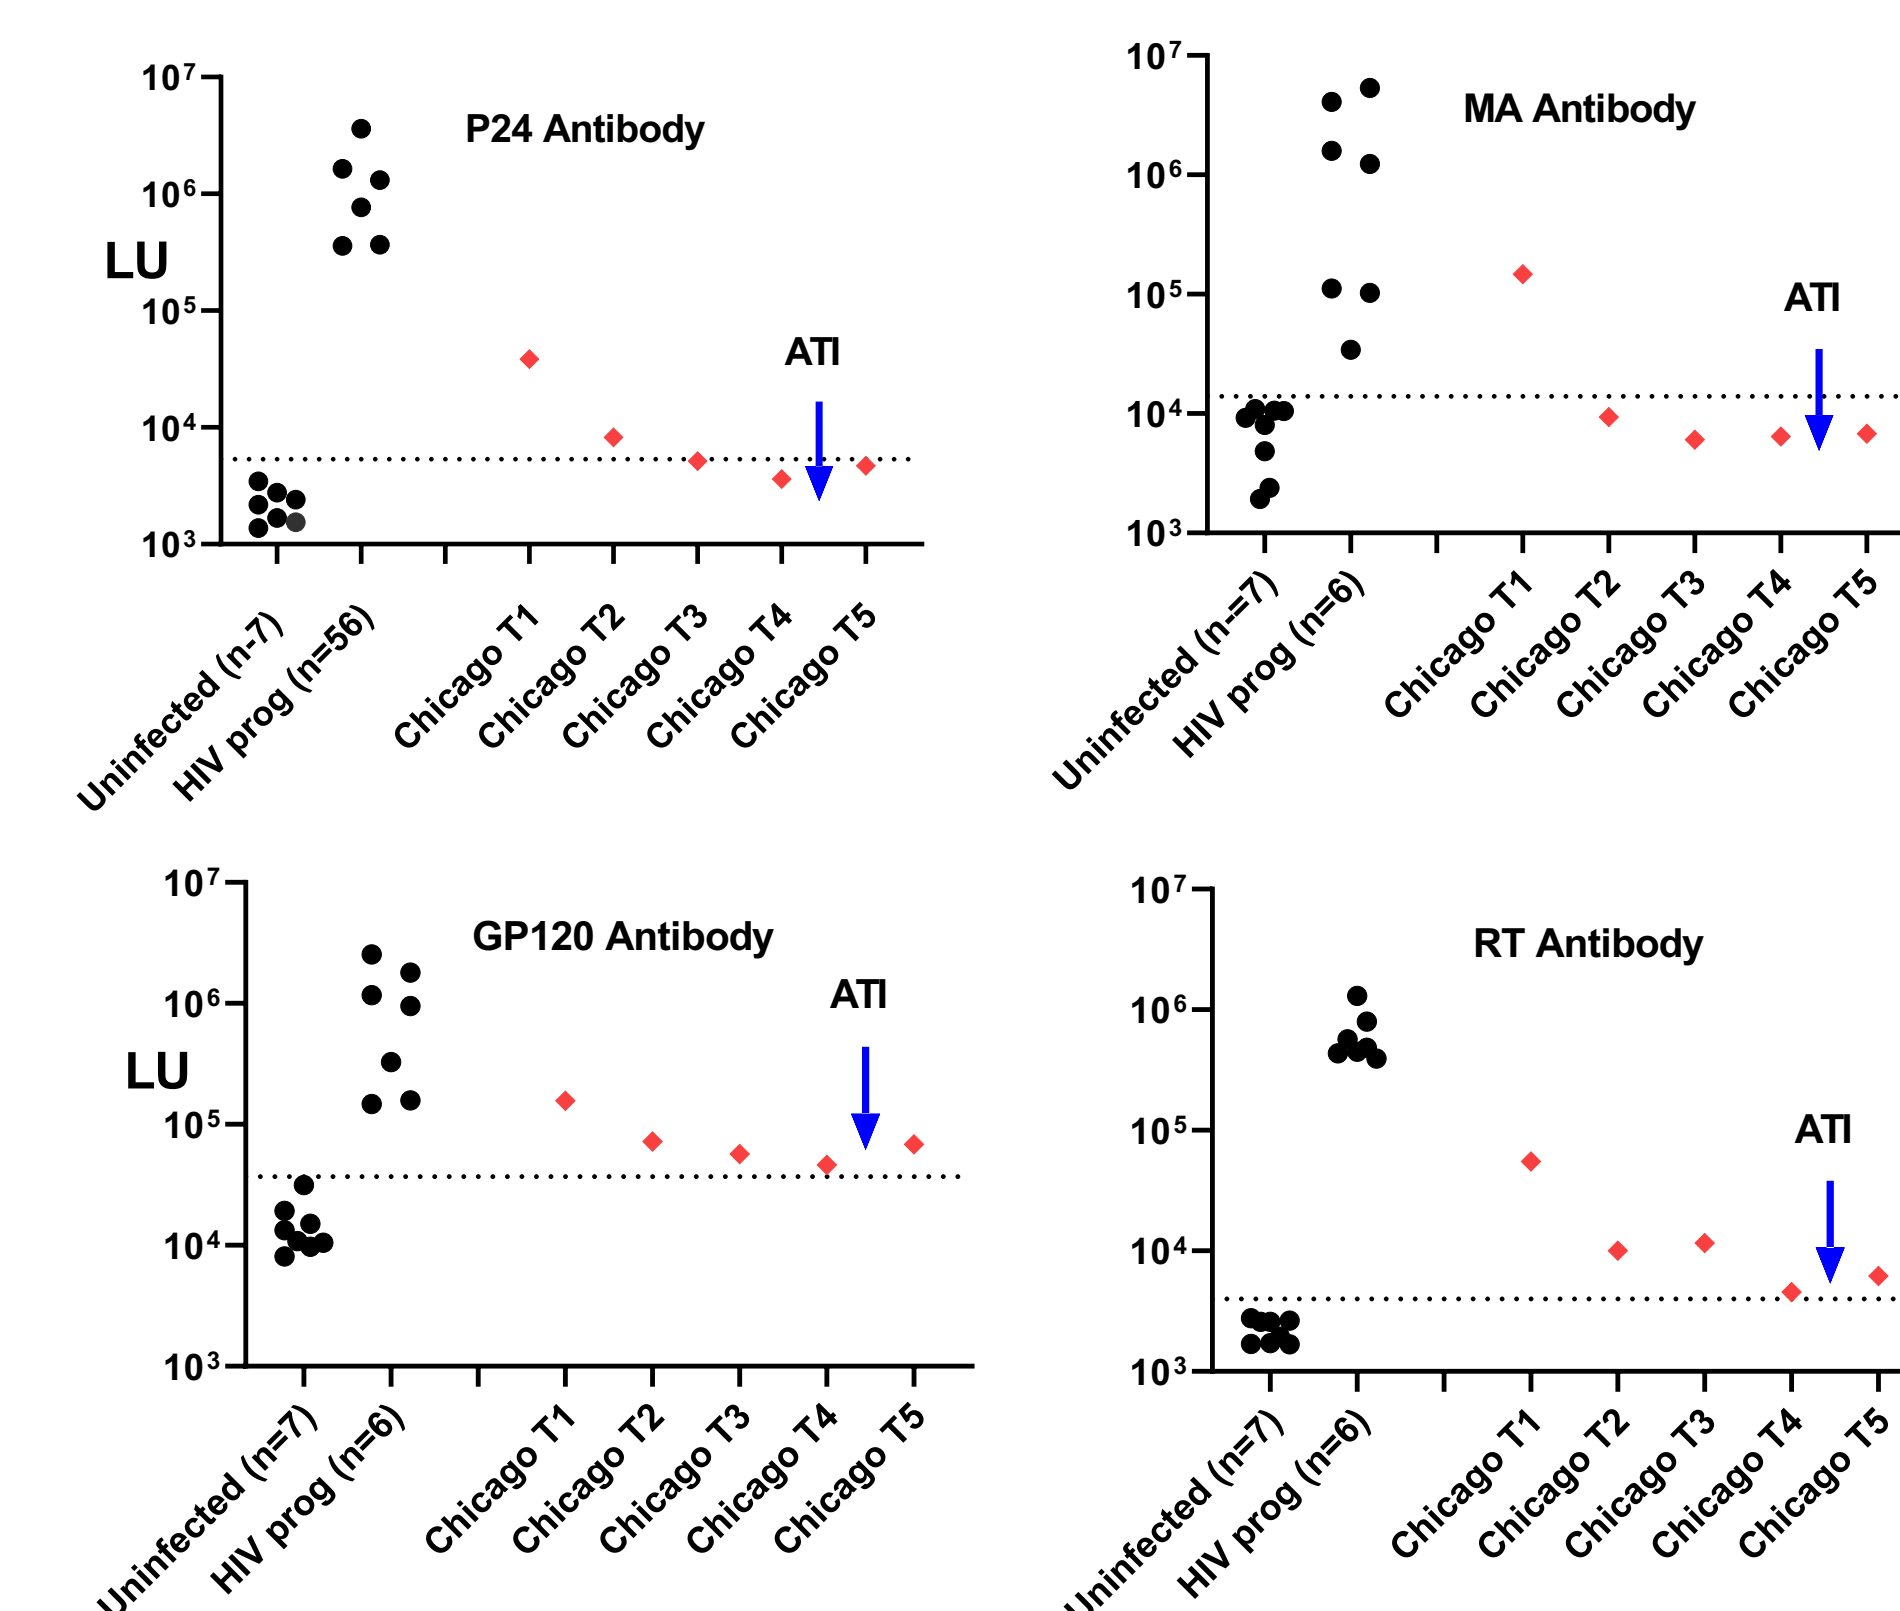 P24 Antibody
10⁷
10⁶
LU
10⁵
ATI
10⁴
10³
Uninfected (n-7)
HIV prog (n=56)
Chicago T1
Chicago T2
Chicago T3
Chicago T4
Chicago T5
MA Antibody
10⁷
10⁶
10⁵
ATI
10⁴
10³
Uninfected (n-=7)
HIV prog (n=6)
Chicago T1
Chicago T2
Chicago T3
Chicago T4
Chicago T5
GP120 Antibody
10⁷
10⁶
ATI
LU
10⁵
10⁴
10³
Uninfected (n=7)
HIV prog (n=6)
Chicago T1
Chicago T2
Chicago T3
Chicago T4
Chicago T5
RT Antibody
10⁷
10⁶
10⁵
ATI
10⁴
10³
Uninfected (n=7)
HIV prog (n=6)
Chicago T1
Chicago T2
Chicago T3
Chicago T4
Chicago T5